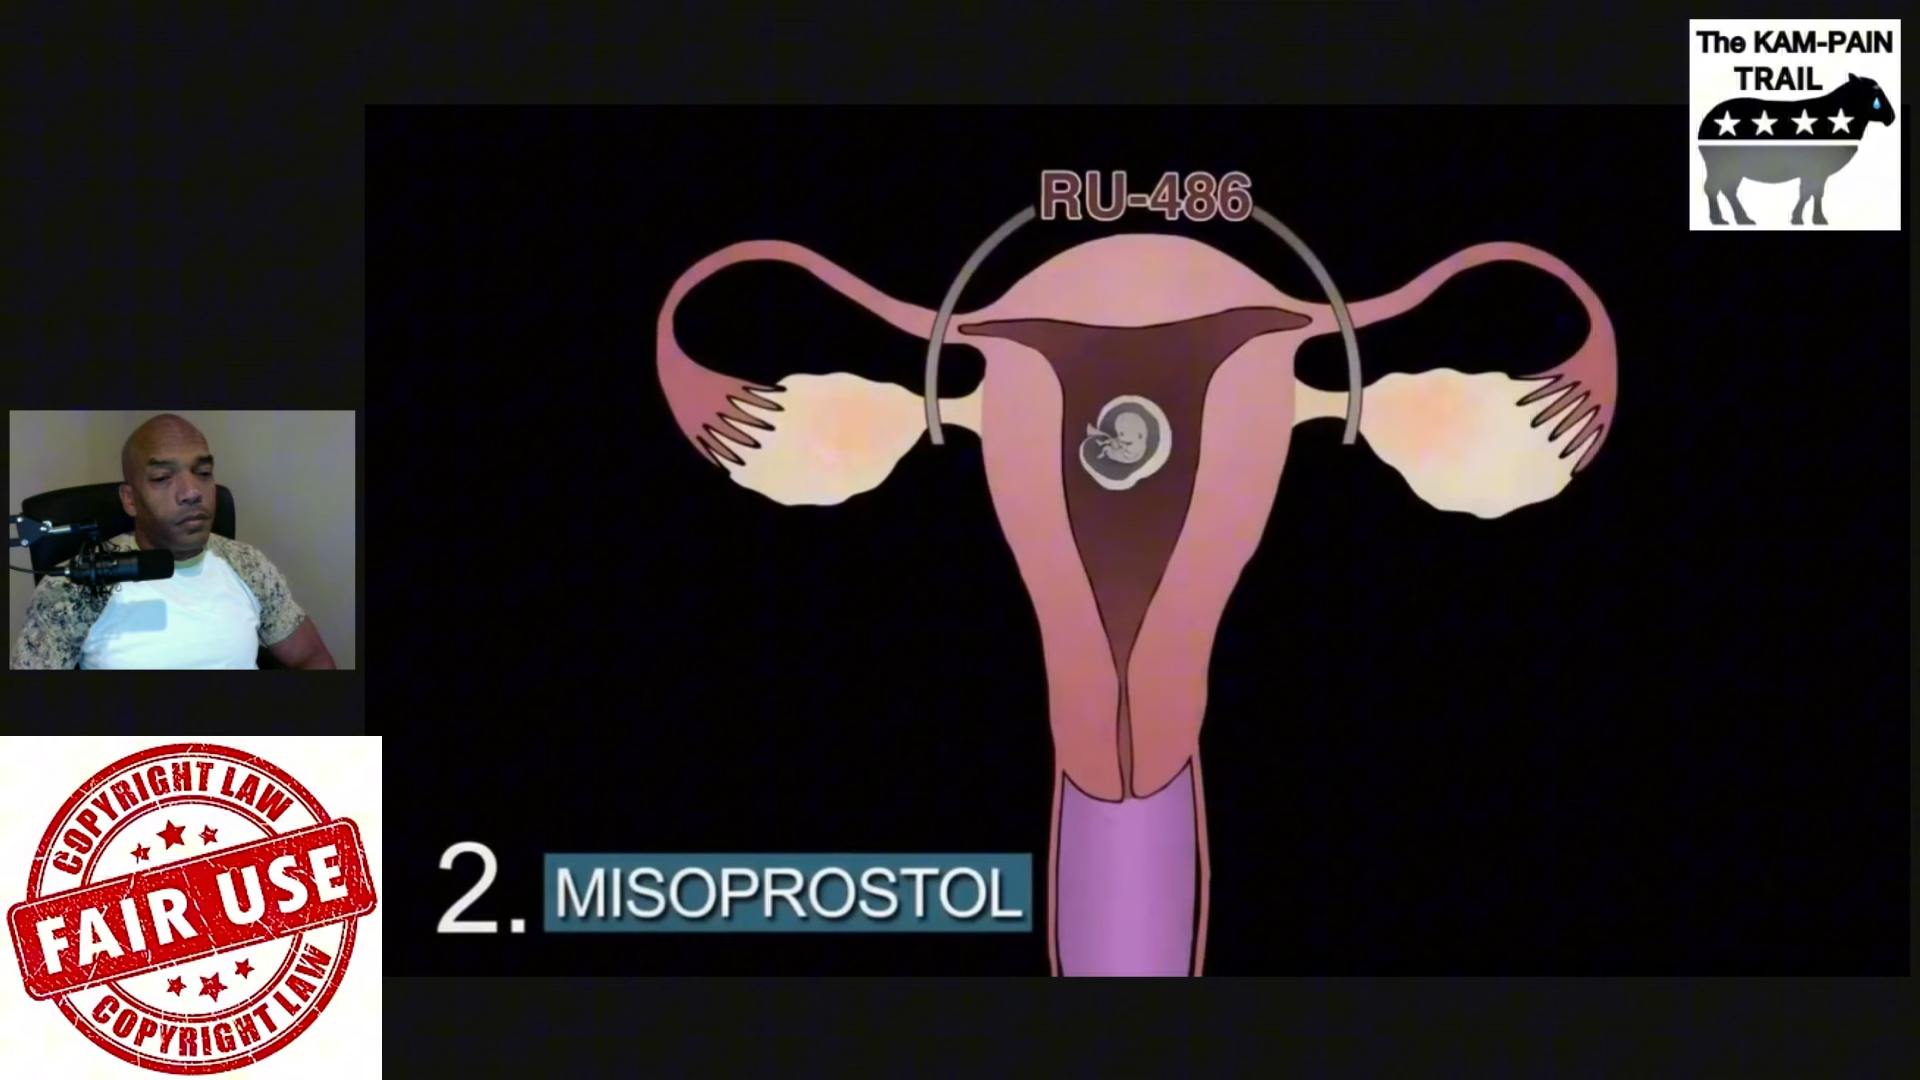 The KAM-PAIN
TRAIL
RU-486
2. MISOPROSTOL
COPYRIGHT LAW
FAIR USE
COPYRIGHT LAW